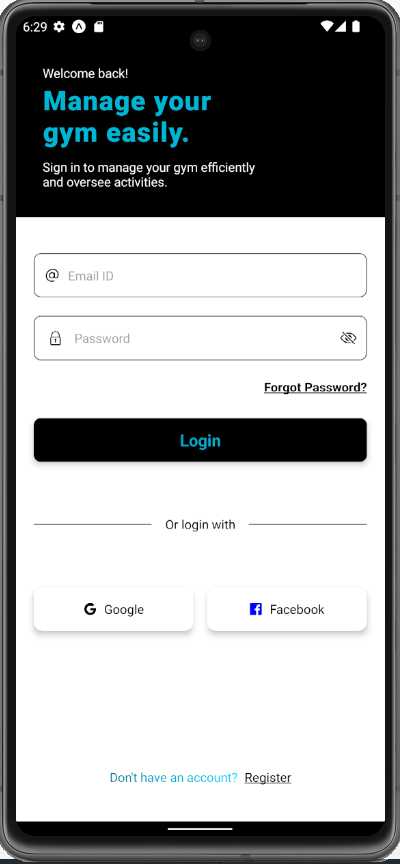 6:29
Welcome back!
Manage your
gym easily.
Sign in to manage your gym efficiently
and oversee activities.
@ Email ID
Password
Forgot Password?
Login
Or login with
G Google
Facebook
Don't have an account? Register